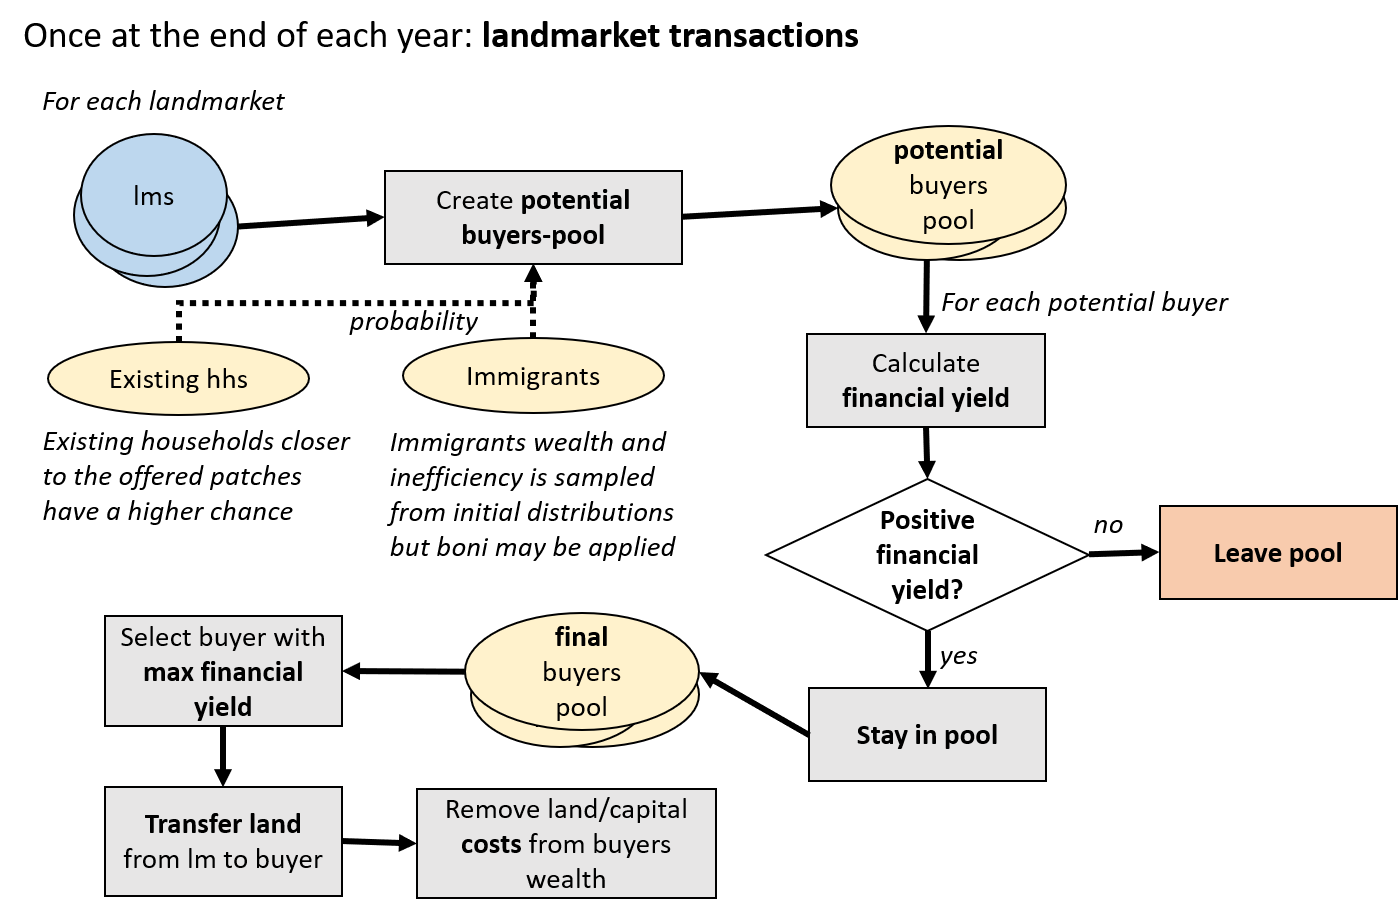 Once at the end of each year: landmarket transactions
For each landmarket
lms
Create potential
buyers-pool
potential
buyers
pool
probability
For each potential buyer
Existing hhs
Immigrants
Calculate
financial yield
Existing households closer
to the offered patches
have a higher chance
Immigrants wealth and
inefficiency is sampled
from initial distributions
but boni may be applied
Positive
financial
yield?
no
Leave pool
yes
Stay in pool
final
buyers
pool
Select buyer with
max financial
yield
Transfer land
from lm to buyer
Remove land/capital
costs from buyers
wealth